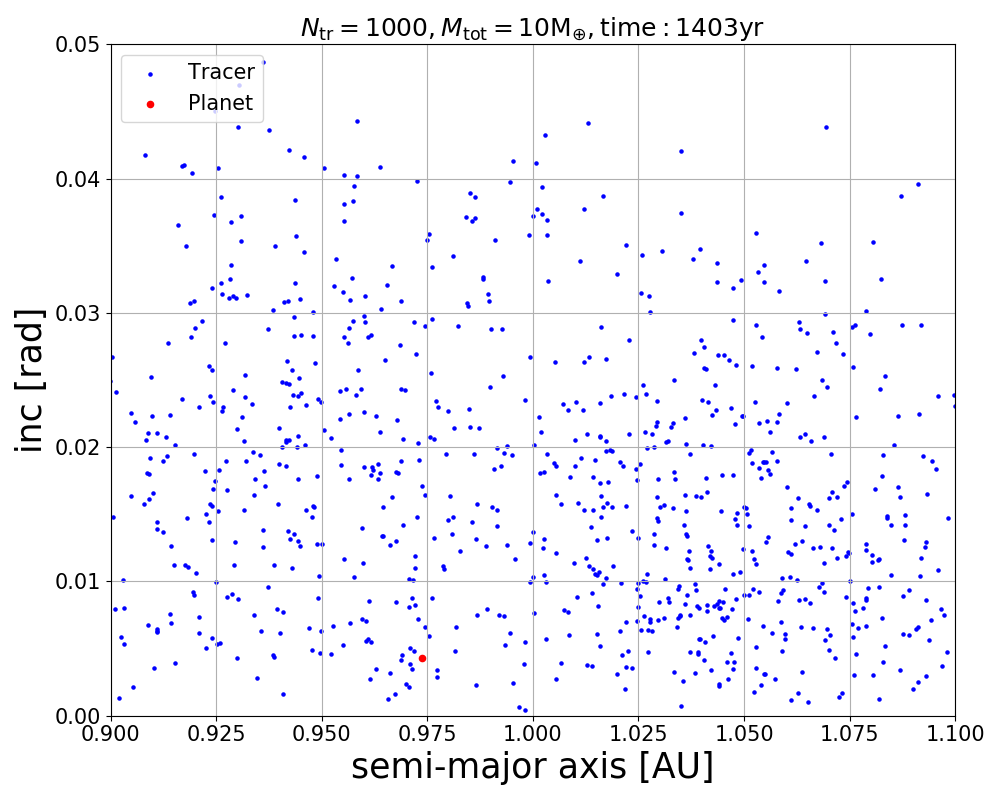 N_tr = 1000, M_tot = 10M_⊕, time : 1403yr
Tracer
Planet
inc [rad]
0.05
0.04
0.03
0.02
0.01
0.00
0.900 0.925 0.950 0.975 1.000 1.025 1.050 1.075 1.100
semi-major axis [AU]